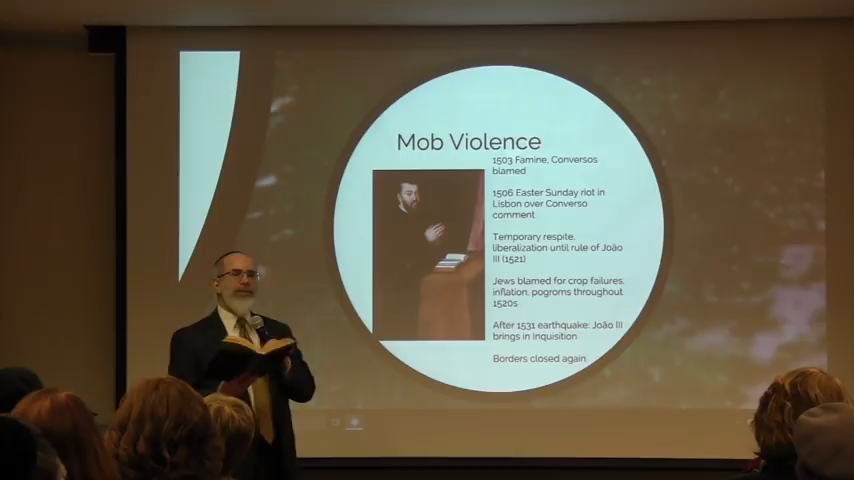 Mob Violence
1503 Famine, Conversos
blamed
1506 Easter Sunday riot in
Lisbon over Converso
comment
Temporary respite,
liberalization until rule of João
III (1521)
Jews blamed for crop failures,
inflation, pogroms throughout
1520s
After 1531 earthquake: João III
brings in Inquisition
Borders closed again.